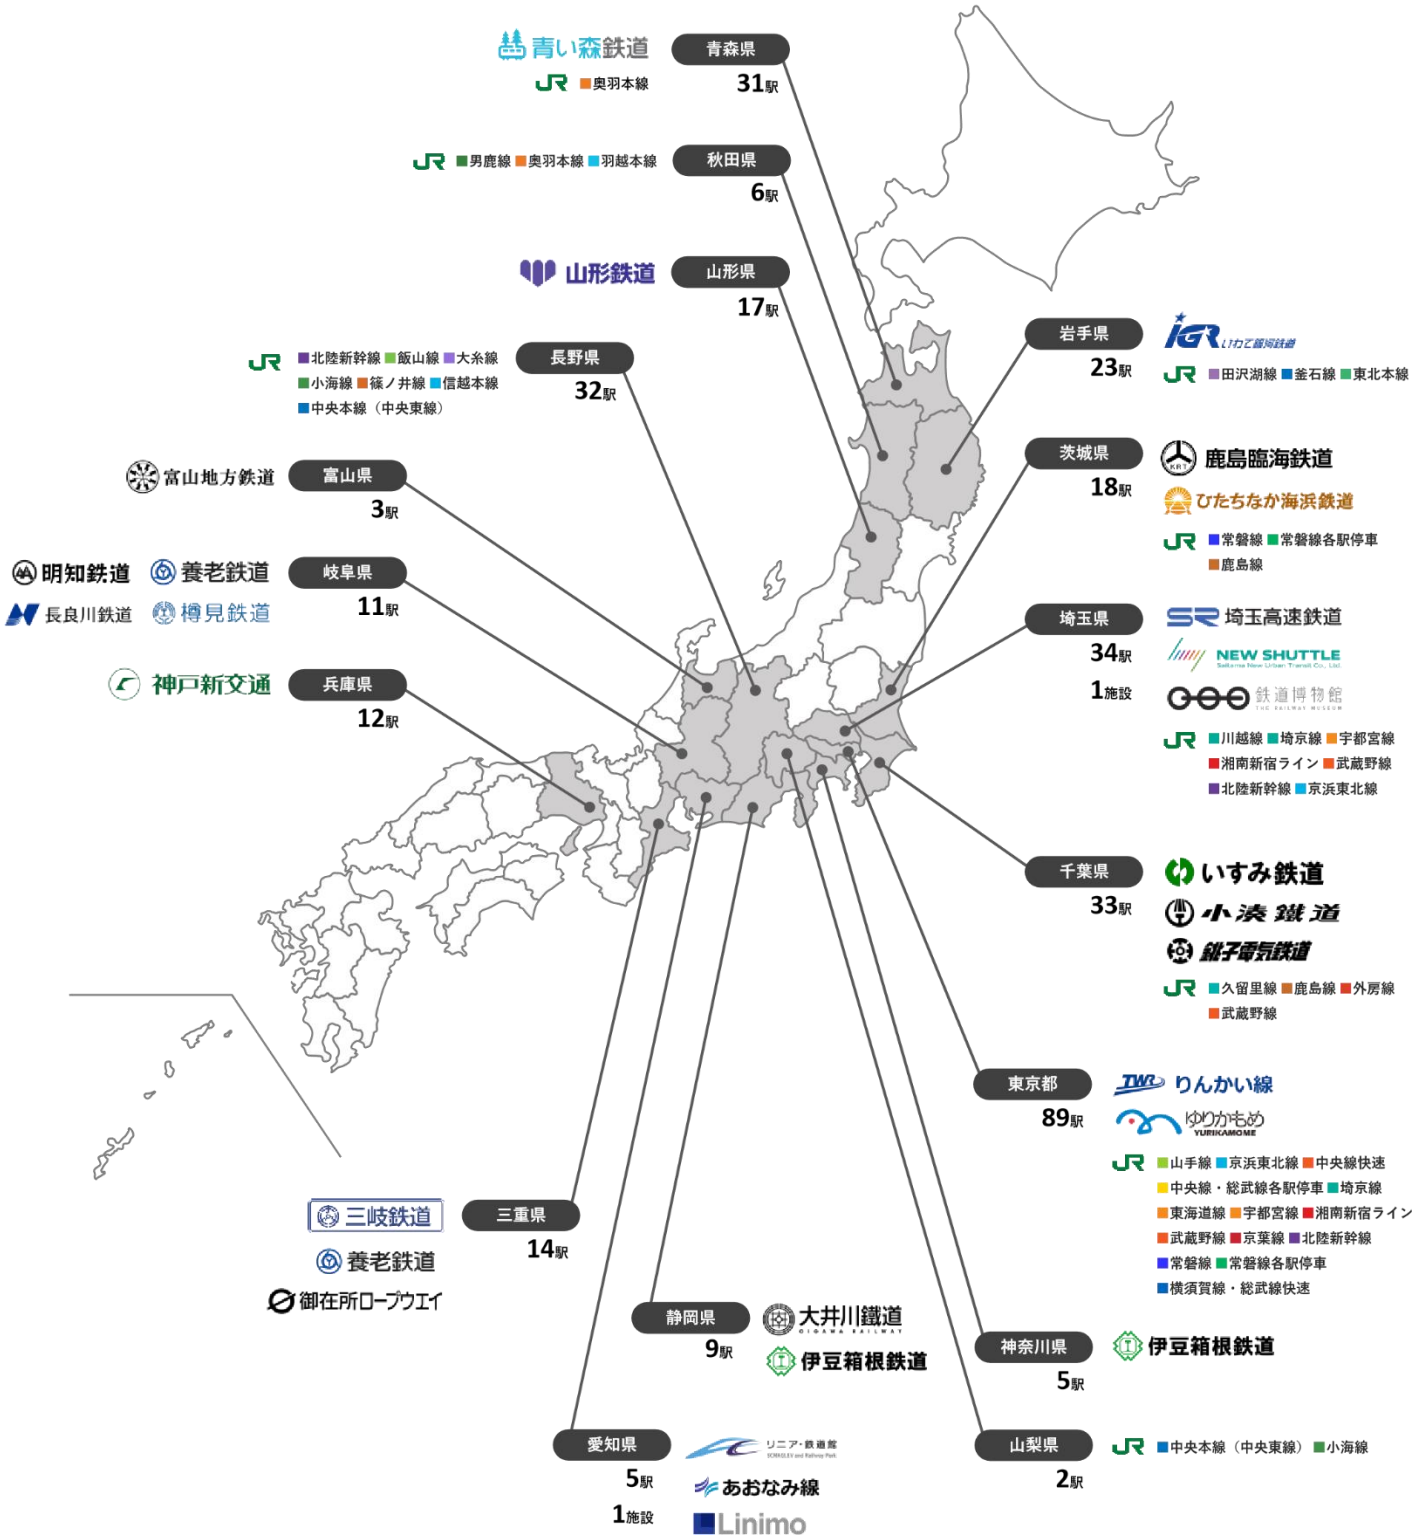 青い森鉄道
青森県
JR 奥羽本線
31駅
JR 男鹿線 奥羽本線 羽越本線
秋田県
6駅
山形鉄道
山形県
17駅
JR 北陸新幹線 飯山線 大糸線
小海線 篠ノ井線 信越本線
中央本線（中央東線）
長野県
32駅
岩手県
23駅
IGR いわて銀河鉄道
JR 田沢湖線 釜石線 東北本線
富山地方鉄道
富山県
3駅
茨城県
18駅
KRT 鹿島臨海鉄道
ひたちなか海浜鉄道
JR 常磐線 常磐線各駅停車
鹿島線
明知鉄道 養老鉄道
長良川鉄道 樽見鉄道
岐阜県
11駅
埼玉県
34駅
1施設
SR 埼玉高速鉄道
NEW SHUTTLE
Saitama New Urban Transit Co., Ltd.
鉄道博物館
THE RAILWAY MUSEUM
JR 川越線 埼京線 宇都宮線
湘南新宿ライン 武蔵野線
北陸新幹線 京浜東北線
神戸新交通
兵庫県
12駅
千葉県
33駅
いすみ鉄道
小湊鐵道
銚子電気鉄道
JR 久留里線 鹿島線 外房線
武蔵野線
東京都
89駅
TWR りんかい線
ゆりかもめ
YURIKAMOME
JR 山手線 京浜東北線 中央線快速
中央線・総武線各駅停車 埼京線
東海道線 宇都宮線 湘南新宿ライン
武蔵野線 京葉線 北陸新幹線
常磐線 常磐線各駅停車
横須賀線・総武線快速
三岐鉄道
養老鉄道
御在所ロープウエイ
三重県
14駅
静岡県
9駅
大井川鐵道
OIGAWA RAILWAY
伊豆箱根鉄道
神奈川県
5駅
伊豆箱根鉄道
愛知県
5駅
1施設
リニア・鉄道館
SCMAGLEV and Railway Park
あおなみ線
Linimo
山梨県
2駅
JR 中央本線（中央東線） 小海線